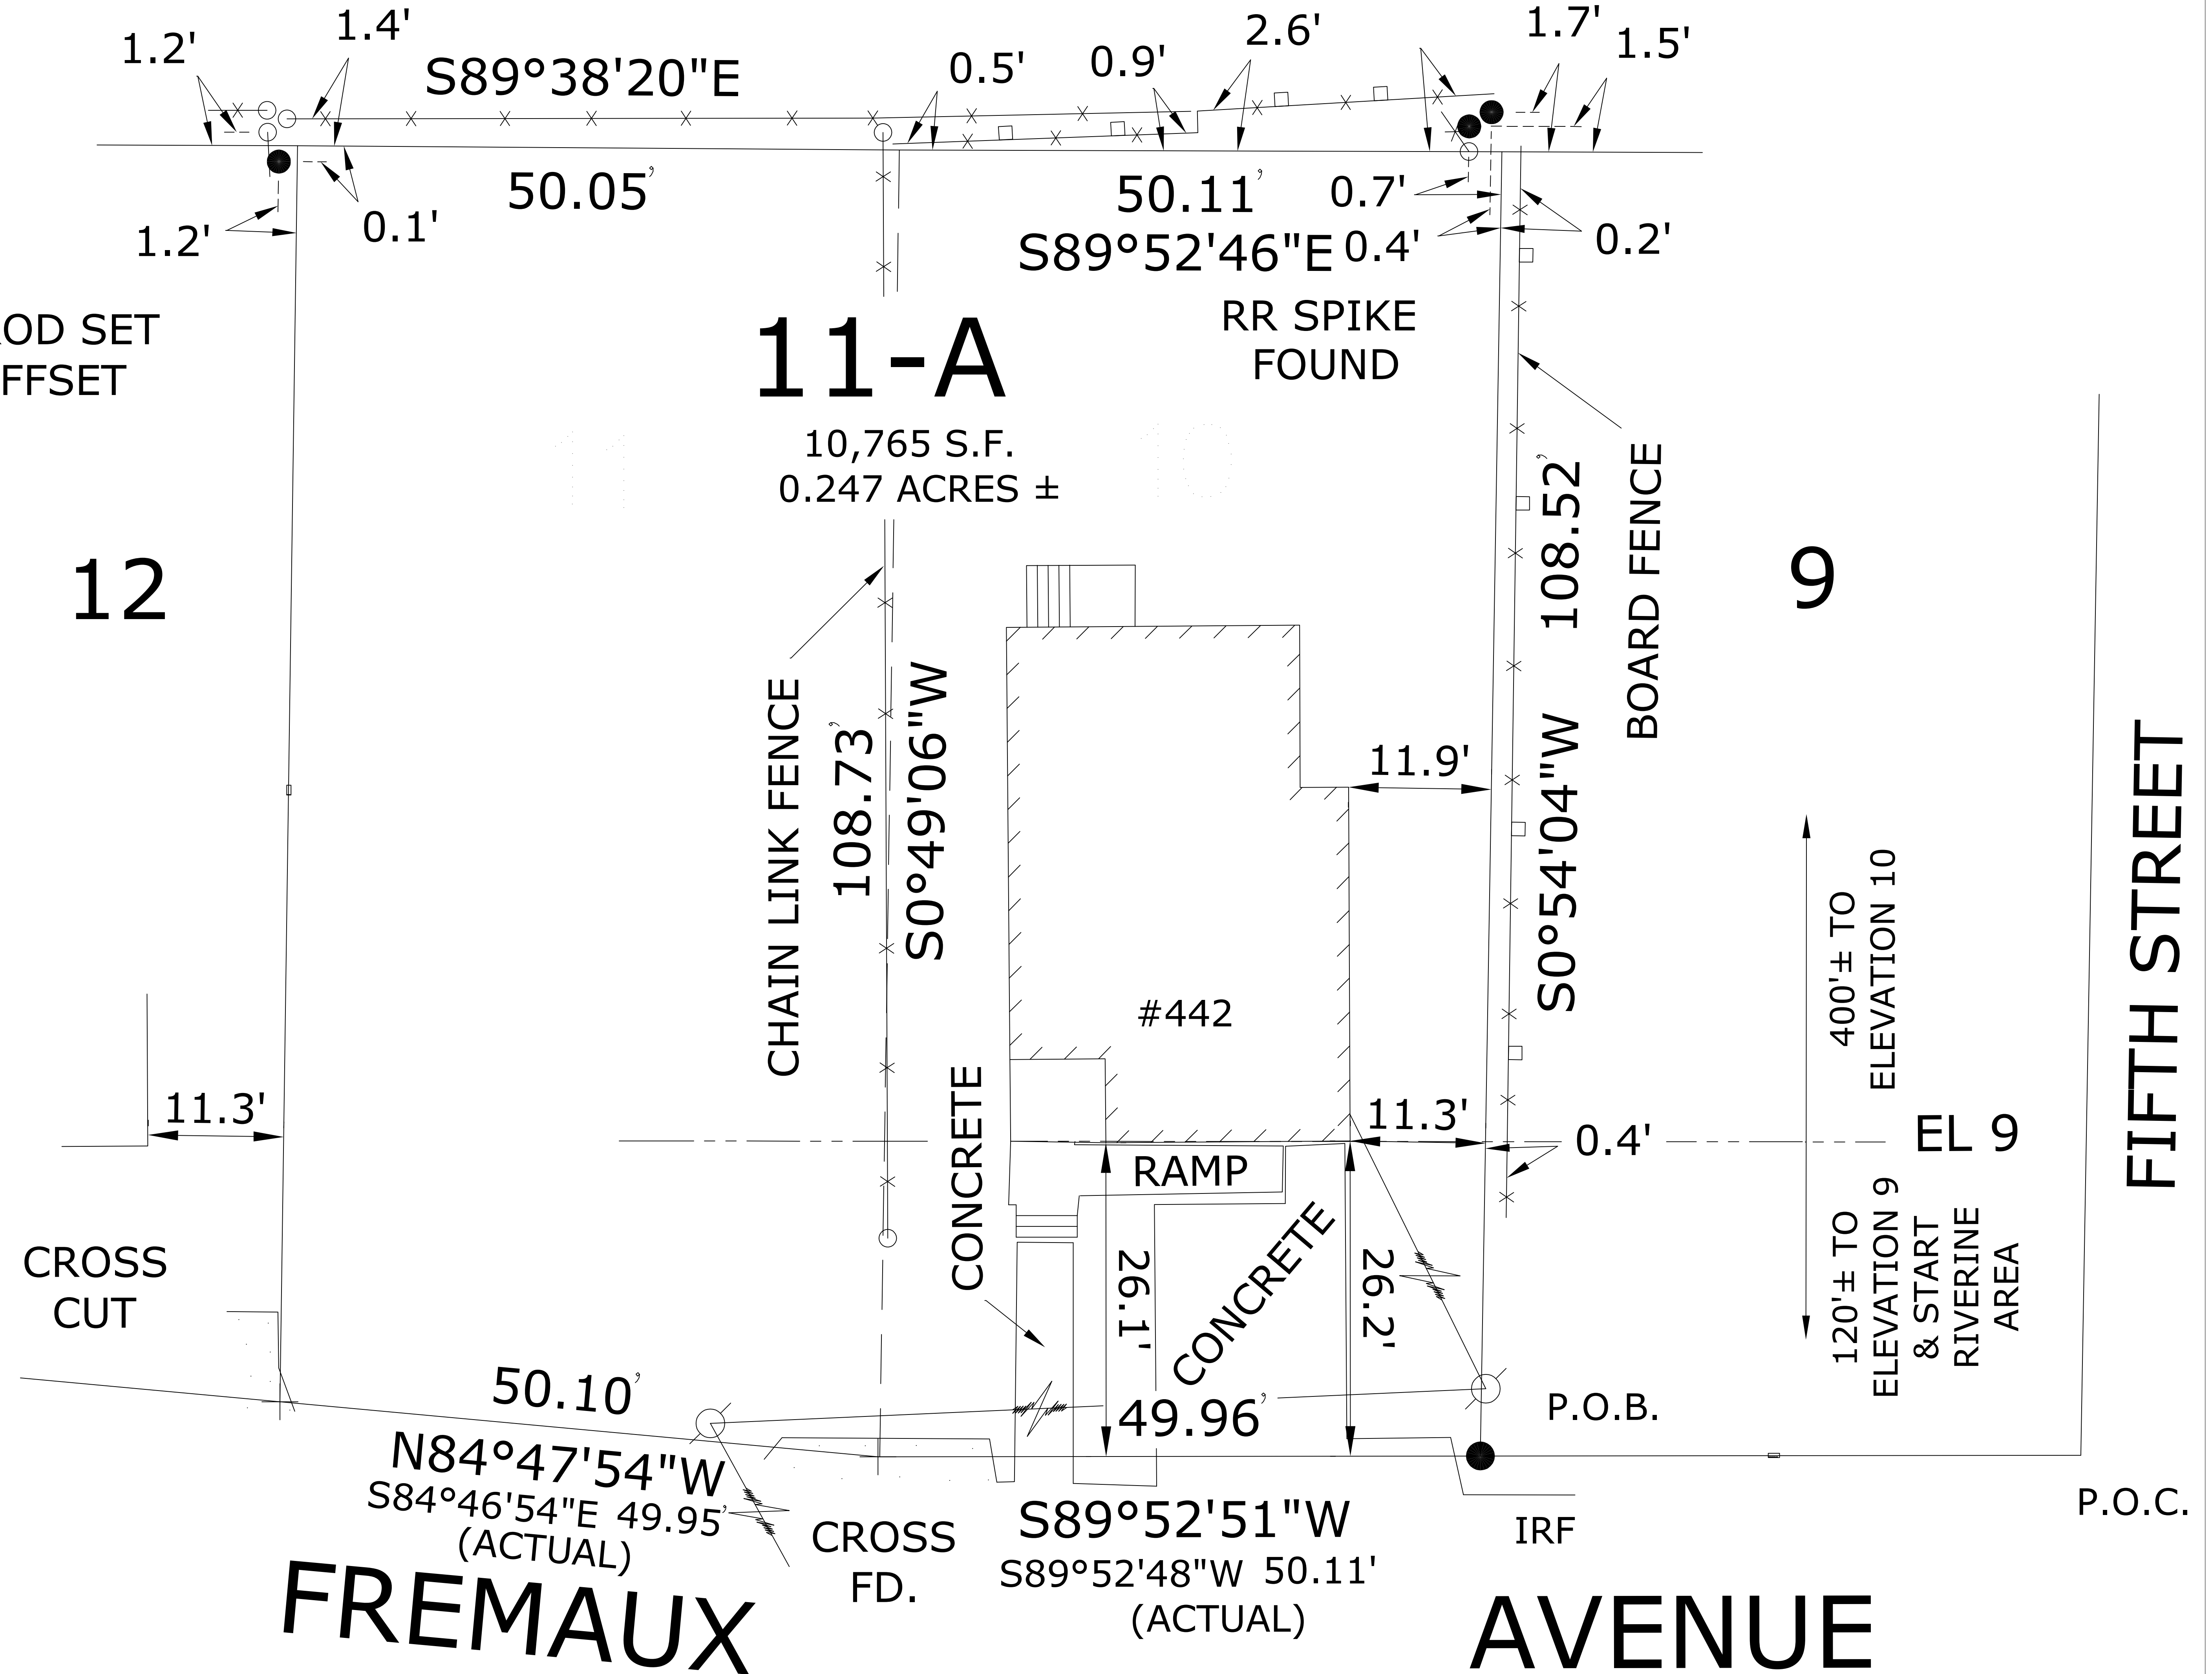 1.2'
1.4'
S89°38'20"E
0.5'
0.9'
2.6'
1.7'
1.5'
50.05'
50.11'
0.7'
1.2'
0.1'
S89°52'46"E
0.4'
0.2'
OD SET
FFSET
11-A
10,765 S.F.
0.247 ACRES ±
11
10
RR SPIKE
FOUND
12
9
CHAIN LINK FENCE
108.73'
S0°49'06"W
11.9'
S0°54'04"W 108.52'
BOARD FENCE
FIFTH STREET
400'± TO
ELEVATION 10
#442
11.3'
11.3'
0.4'
EL 9
CONCRETE
RAMP
120'± TO
ELEVATION 9
& START
RIVERINE
AREA
CROSS
CUT
26.1'
CONCRETE
26.2'
50.10'
49.96'
P.O.B.
N84°47'54"W
S84°46'54"E 49.95'
(ACTUAL)
CROSS
FD.
S89°52'51"W
S89°52'48"W 50.11'
(ACTUAL)
IRF
P.O.C.
FREMAUX AVENUE